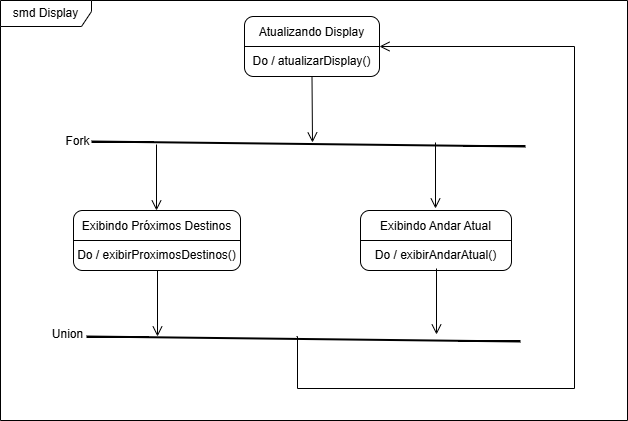 smd Display
Atualizando Display
Do / atualizarDisplay()
Fork
Exibindo Próximos Destinos
Do / exibirProximosDestinos()
Exibindo Andar Atual
Do / exibirAndarAtual()
Union